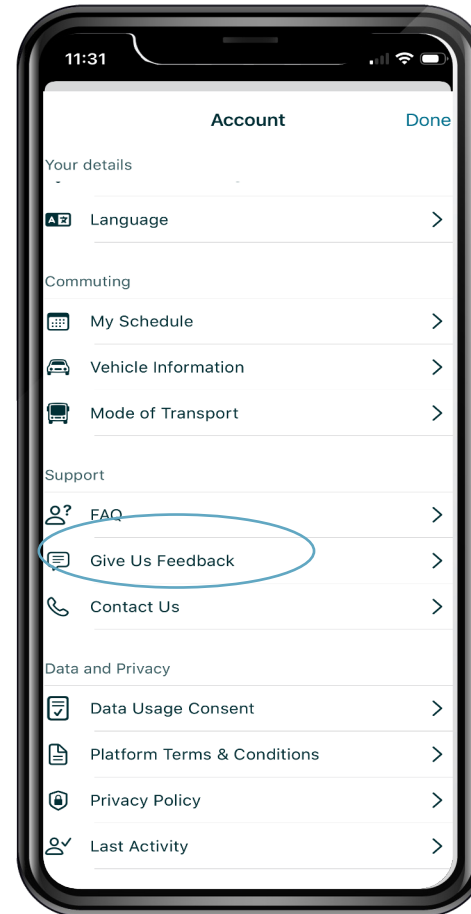 11:31
Account
Done
Your details
Language
Commuting
My Schedule
Vehicle Information
Mode of Transport
Support
FAQ
Give Us Feedback
Contact Us
Data and Privacy
Data Usage Consent
Platform Terms & Conditions
Privacy Policy
Last Activity